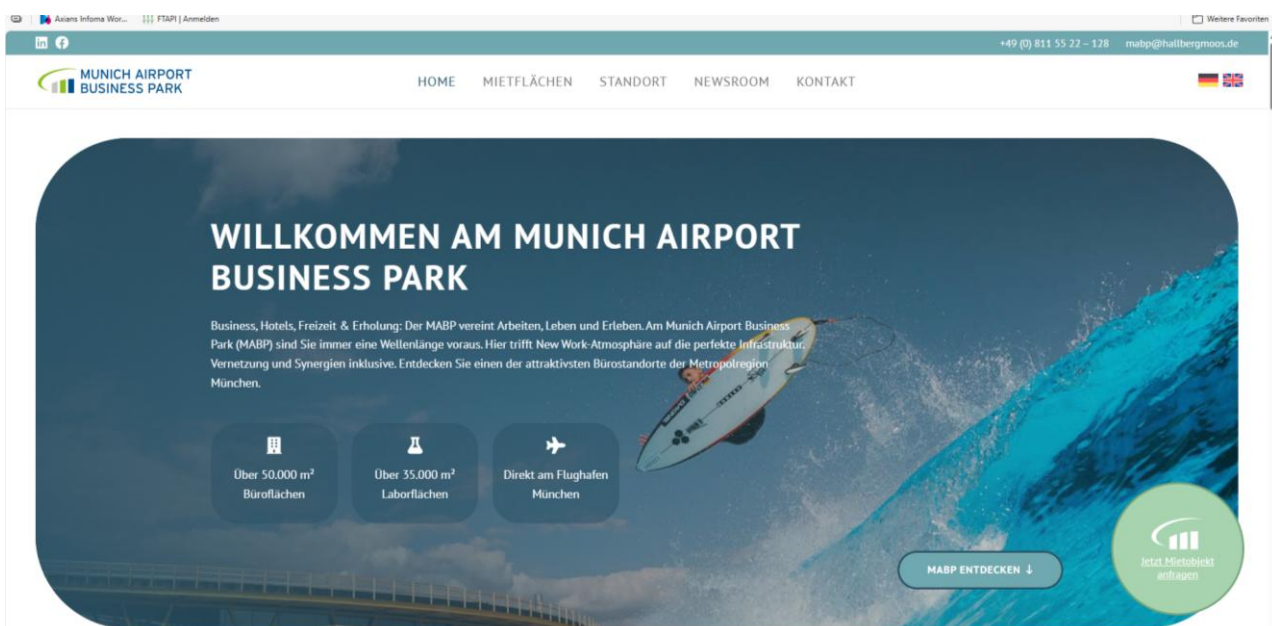 Axians Infoma Wor...
FTAPI | Anmelden
Weitere Favoriten
+49 (0) 811 55 22 – 128
mabp@hallbergmoos.de
MUNICH AIRPORT
BUSINESS PARK
HOME
MIETFLÄCHEN
STANDORT
NEWSROOM
KONTAKT
WILLKOMMEN AM MUNICH AIRPORT
BUSINESS PARK
Business, Hotels, Freizeit & Erholung: Der MABP vereint Arbeiten, Leben und Erleben. Am Munich Airport Business
Park (MABP) sind Sie immer eine Wellenlänge voraus. Hier trifft New Work-Atmosphäre auf die perfekte Infrastruktur.
Vernetzung und Synergien inklusive. Entdecken Sie einen der attraktivsten Bürostandorte der Metropolregion
München.
Über 50.000 m²
Büroflächen
Über 35.000 m²
Laborflächen
Direkt am Flughafen
München
MABP ENTDECKEN ↓
Jetzt Mietobjekt
anfragen